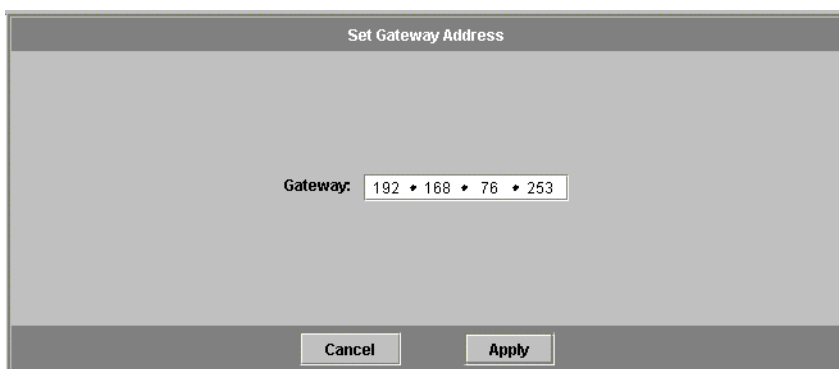 Set Gateway Address
Gateway: 192 • 168 • 76 • 253
Cancel Apply